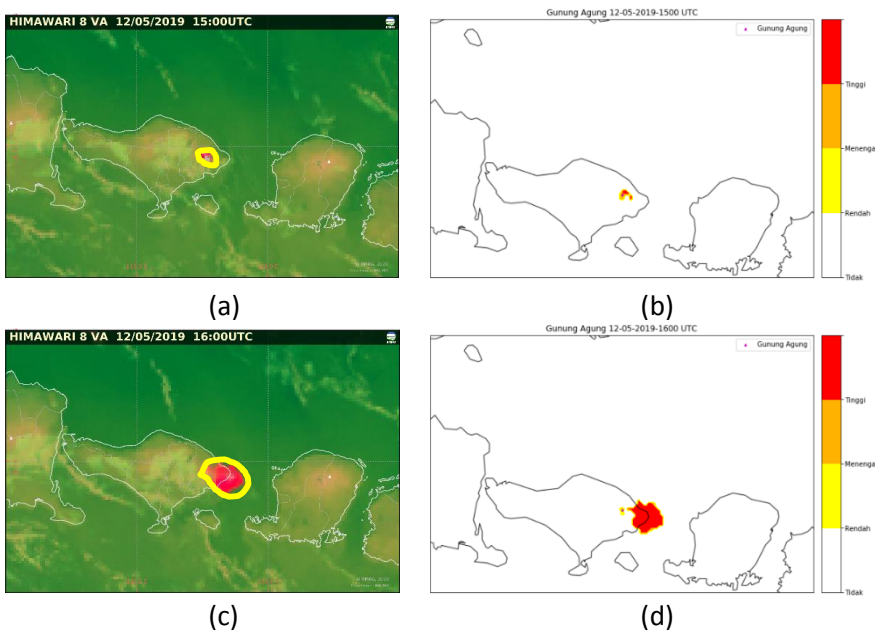 HIMAWARI 8 VA 12/05/2019 15:00UTC
Gunung Agung 12-05-2019-1500 UTC
Gunung Agung
Tinggi
Menenga
Rendah
Tidak
(a)
(b)
HIMAWARI 8 VA 12/05/2019 16:00UTC
Gunung Agung 12-05-2019-1600 UTC
Gunung Agung
Tinggi
Menenga
Rendah
Tidak
(c)
(d)